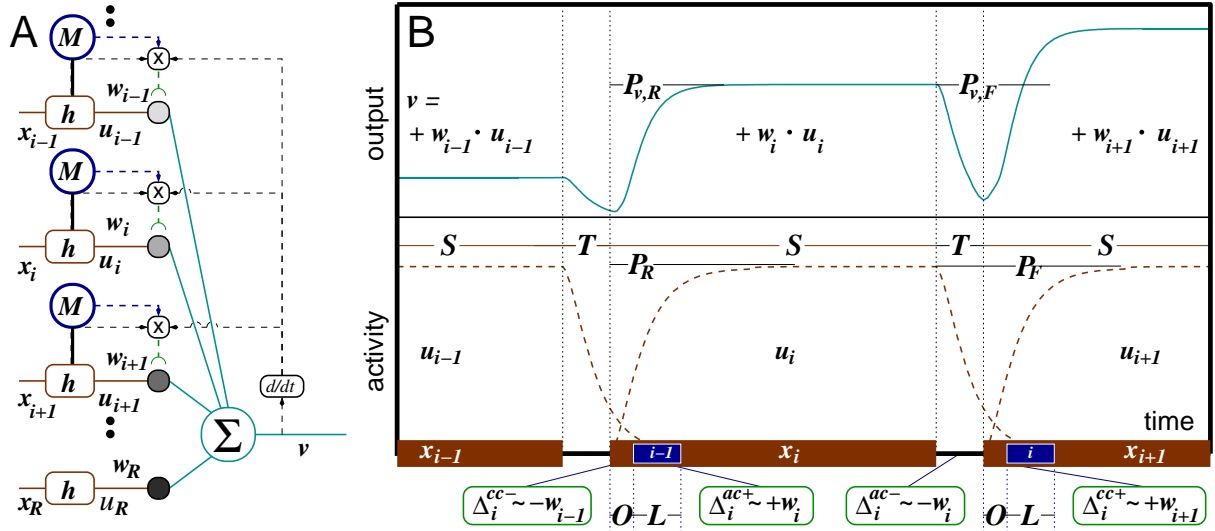 A
M
X
w_{i-1}
h
x_{i-1}
u_{i-1}
M
X
w_i
h
x_i
u_i
M
X
w_{i+1}
h
x_{i+1}
u_{i+1}
d/dt
Σ
v
w_R
h
x_R
u_R
B
output
v =
+ w_{i-1} · u_{i-1}
P_{v,R}
+ w_i · u_i
P_{v,F}
+ w_{i+1} · u_{i+1}
activity
S T S T S
P_R
P_F
u_{i-1}
u_i
u_{i+1}
time
x_{i-1} i-1 x_i i x_{i+1}
Δ_i^{cc-} ~ -w_{i-1}
Δ_i^{ac+} ~ +w_i
Δ_i^{ac-} ~ -w_i
Δ_i^{cc+} ~ +w_{i+1}
O L O L